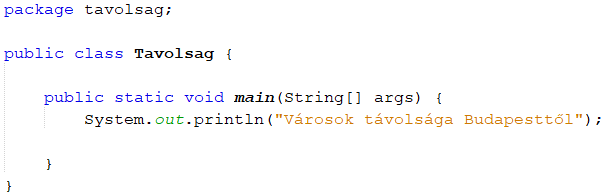 package tavolsag;
public class Tavolsag {
public static void main(String[] args) {
System.out.println("Városok távolsága Budapesttől");
}
}